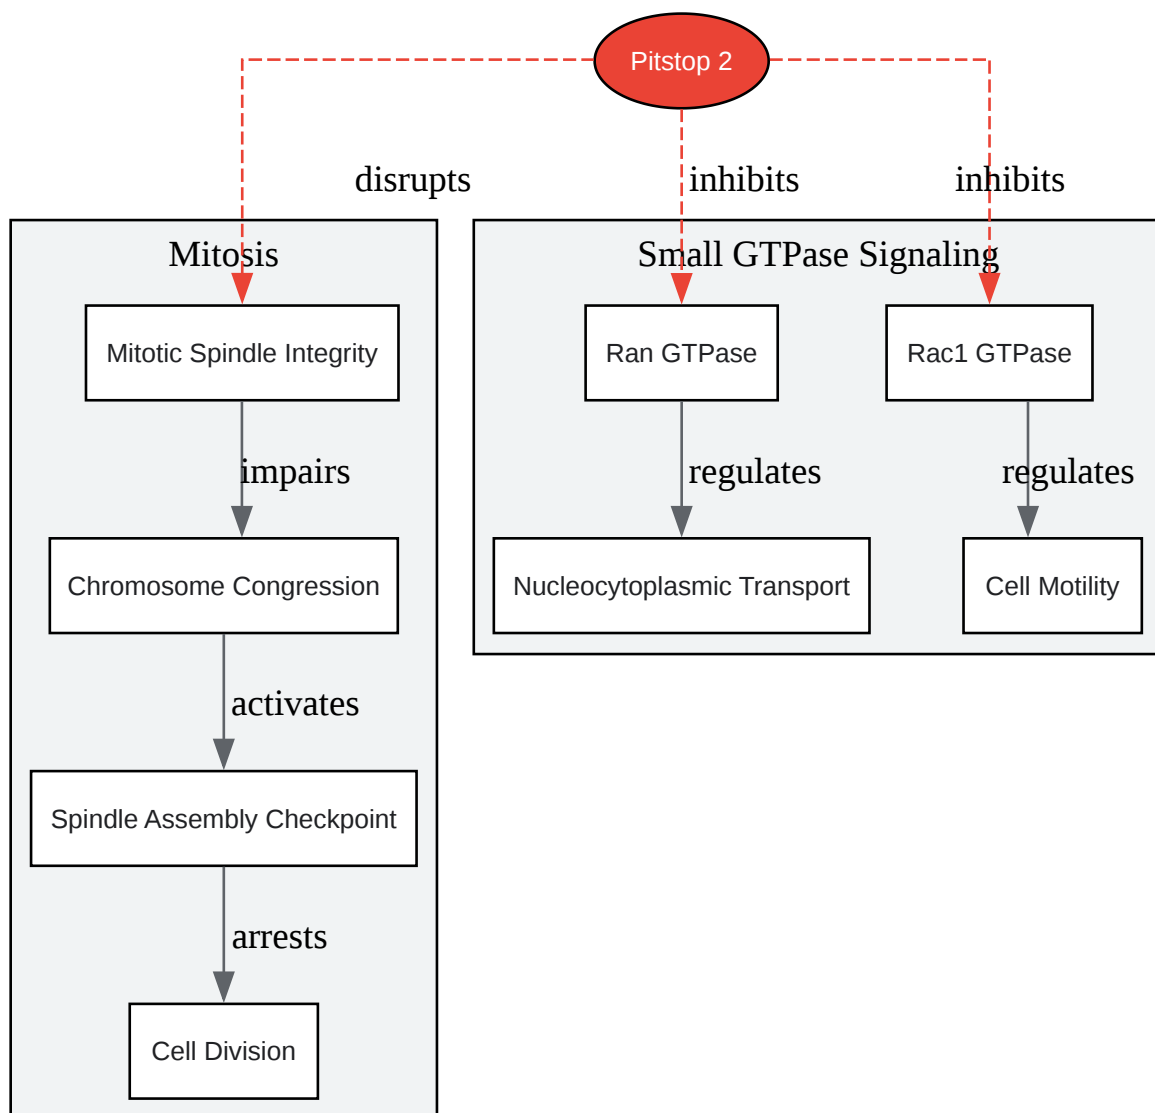 Pitstop 2
disrupts
inhibits
inhibits
Mitosis
Small GTPase Signaling
Mitotic Spindle Integrity
Ran GTPase
Rac1 GTPase
impairs
regulates
regulates
Chromosome Congression
Nucleocytoplasmic Transport
Cell Motility
activates
Spindle Assembly Checkpoint
arrests
Cell Division